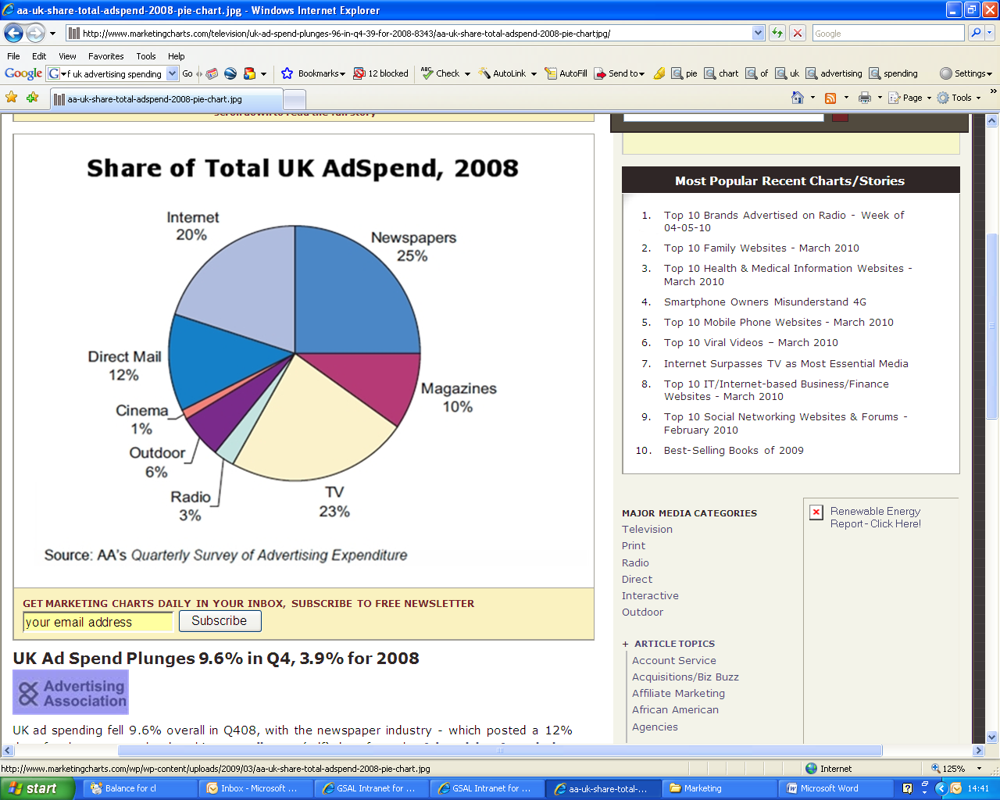 aa-uk-share-total-adspend-2008-pie-chart.jpg - Windows Internet Explorer
http://www.marketingcharts.com/television/uk-ad-spend-plunges-96-in-q4-39-for-2008-8343/aa-uk-share-total-adspend-2008-pie-chartjpg/
Google
File Edit View Favorites Tools Help
Google G f uk advertising spending Go Bookmarks 12 blocked ABC Check AutoLink AutoFill Send to pie chart of uk advertising spending Settings
aa-uk-share-total-adspend-2008-pie-chart.jpg Page Tools
Scroll down to read the full story
Share of Total UK AdSpend, 2008
Internet
20%
Newspapers
25%
Direct Mail
12%
Magazines
10%
Cinema
1%
Outdoor
6%
Radio
3%
TV
23%
Source: AA's Quarterly Survey of Advertising Expenditure
GET MARKETING CHARTS DAILY IN YOUR INBOX, SUBSCRIBE TO FREE NEWSLETTER
your email address Subscribe
UK Ad Spend Plunges 9.6% in Q4, 3.9% for 2008
Advertising
Association
UK ad spending fell 9.6% overall in Q408, with the newspaper industry - which posted a 12%
Most Popular Recent Charts/Stories
1. Top 10 Brands Advertised on Radio - Week of
04-05-10
2. Top 10 Family Websites - March 2010
3. Top 10 Health & Medical Information Websites -
March 2010
4. Smartphone Owners Misunderstand 4G
5. Top 10 Mobile Phone Websites - March 2010
6. Top 10 Viral Videos – March 2010
7. Internet Surpasses TV as Most Essential Media
8. Top 10 IT/Internet-based Business/Finance
Websites - March 2010
9. Top 10 Social Networking Websites & Forums -
February 2010
10. Best-Selling Books of 2009
MAJOR MEDIA CATEGORIES
Television
Print
Radio
Direct
Interactive
Outdoor
+ ARTICLE TOPICS
Account Service
Acquisitions/Biz Buzz
Affiliate Marketing
African American
Agencies
Renewable Energy
Report - Click Here!
http://www.marketingcharts.com/wp/wp-content/uploads/2009/03/aa-uk-share-total-adspend-2008-pie-chart.jpg Internet 125%
start Balance for cl Inbox - Microsoft ... GSAL Intranet for ... GSAL Intranet for ... aa-uk-share-total-... Marketing Microsoft Word 14:41